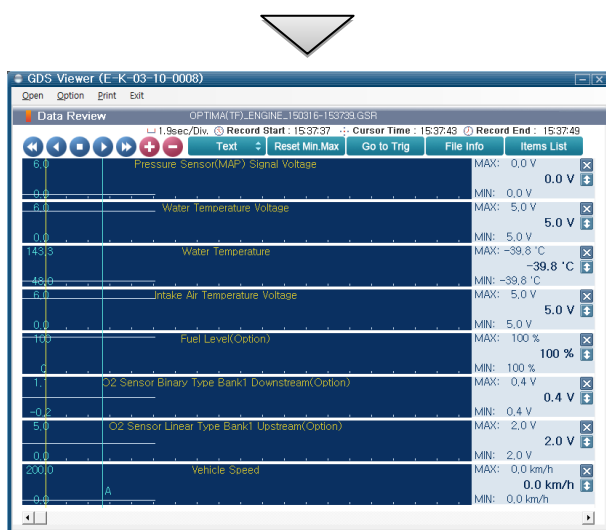 GDS Viewer (E-K-03-10-0008)
Open Option Print Exit
Data Review OPTIMA(TF)_ENGINE_150316-153739.GSR
1.9sec/Div. Record Start : 15:37:37 Cursor Time : 15:37:43 Record End : 15:37:49
Text Reset Min.Max Go to Trig File Info Items List
6.0 Pressure Sensor(MAP) Signal Voltage MAX: 0.0 V
0.0 V
0.0 MIN: 0.0 V
6.0 Water Temperature Voltage MAX: 5.0 V
5.0 V
0.0 MIN: 5.0 V
143.3 Water Temperature MAX: -39.8 °C
-39.8 °C
-48.0 MIN: -39.8 °C
6.0 Intake Air Temperature Voltage MAX: 5.0 V
5.0 V
0.0 MIN: 5.0 V
100 Fuel Level(Option) MAX: 100 %
100 %
0 MIN: 100 %
1.1 O2 Sensor Binary Type Bank1 Downstream(Option) MAX: 0.4 V
0.4 V
-0.2 MIN: 0.4 V
5.0 O2 Sensor Linear Type Bank1 Upstream(Option) MAX: 2.0 V
2.0 V
0.0 MIN: 2.0 V
200.0 Vehicle Speed MAX: 0.0 km/h
0.0 km/h
A
0.0 MIN: 0.0 km/h